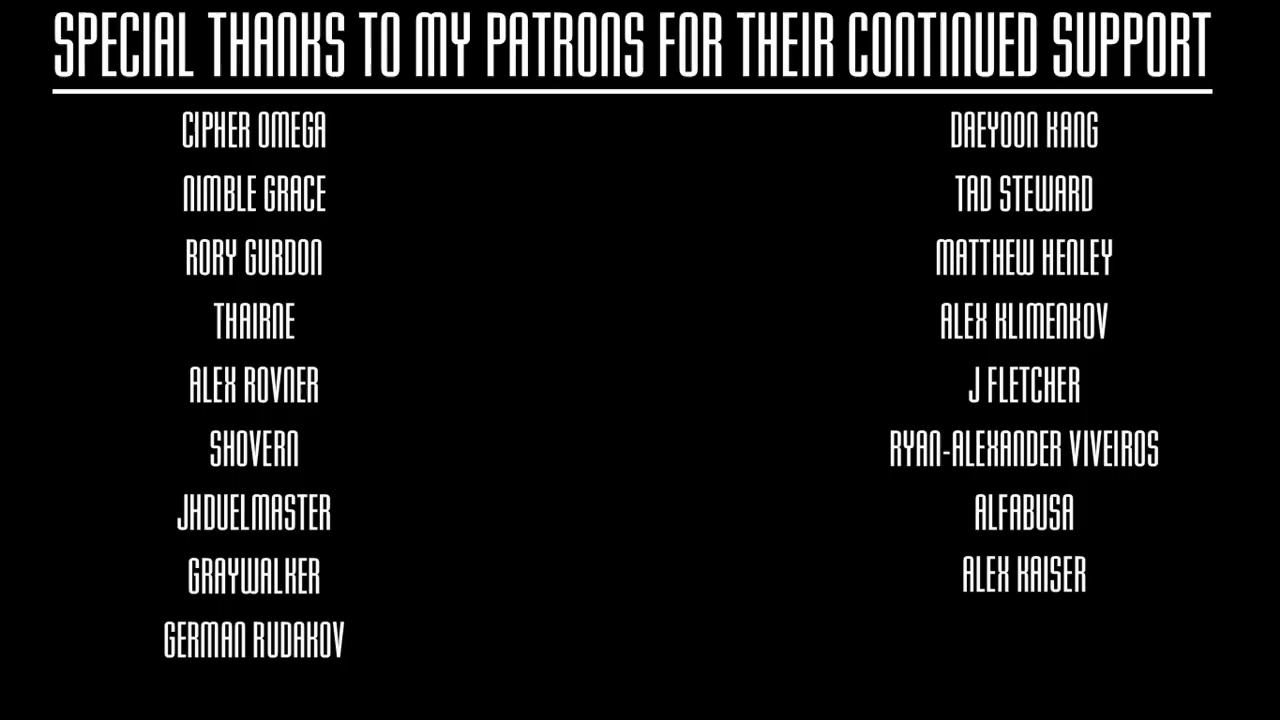 SPECIAL THANKS TO MY PATRONS FOR THEIR CONTINUED SUPPORT
CIPHER OMEGA
NIMBLE GRACE
RORY GURDON
THAIRNE
ALEX ROVNER
SHOVERN
JHDUELMASTER
GRAYWALKER
GERMAN RUDAKOV
DAEYOON KANG
TAD STEWARD
MATTHEW HENLEY
ALEX KLIMENKOV
J FLETCHER
RYAN-ALEXANDER VIVEIROS
ALFABUSA
ALEX KAISER